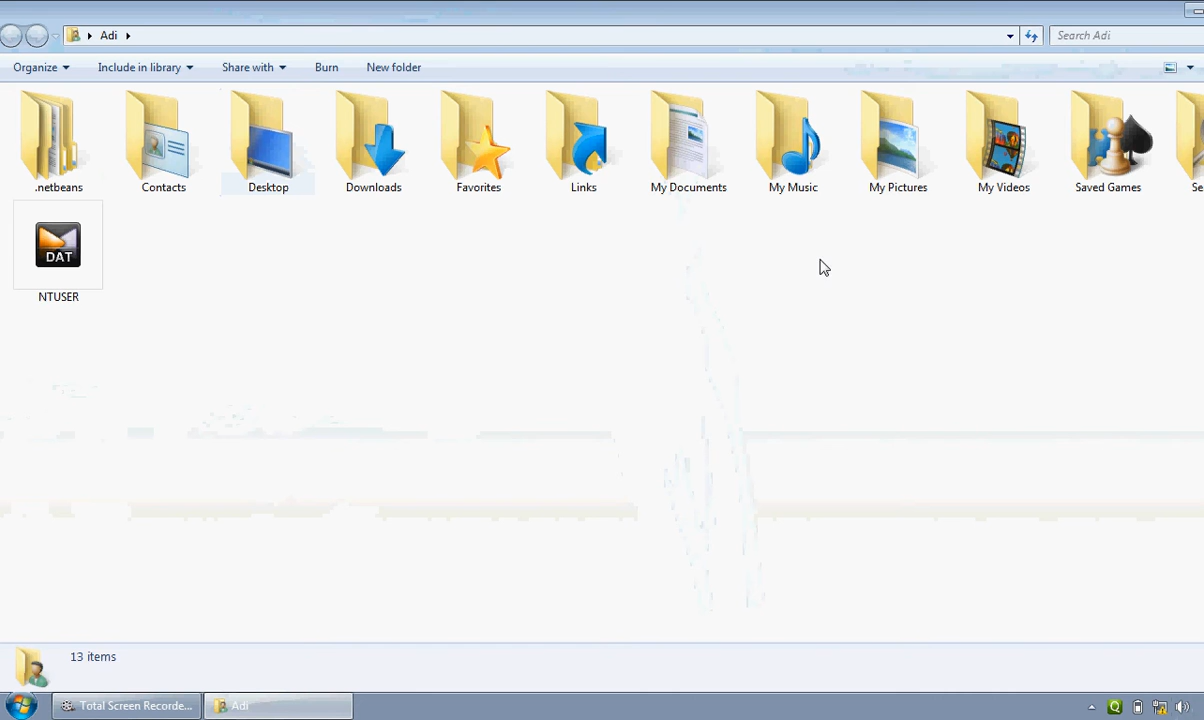 Adi
Search Adi
Organize
Include in library
Share with
Burn
New folder
.netbeans
Contacts
Desktop
Downloads
Favorites
Links
My Documents
My Music
My Pictures
My Videos
Saved Games
Se
DAT
NTUSER
13 items
Total Screen Recorde...
Adi